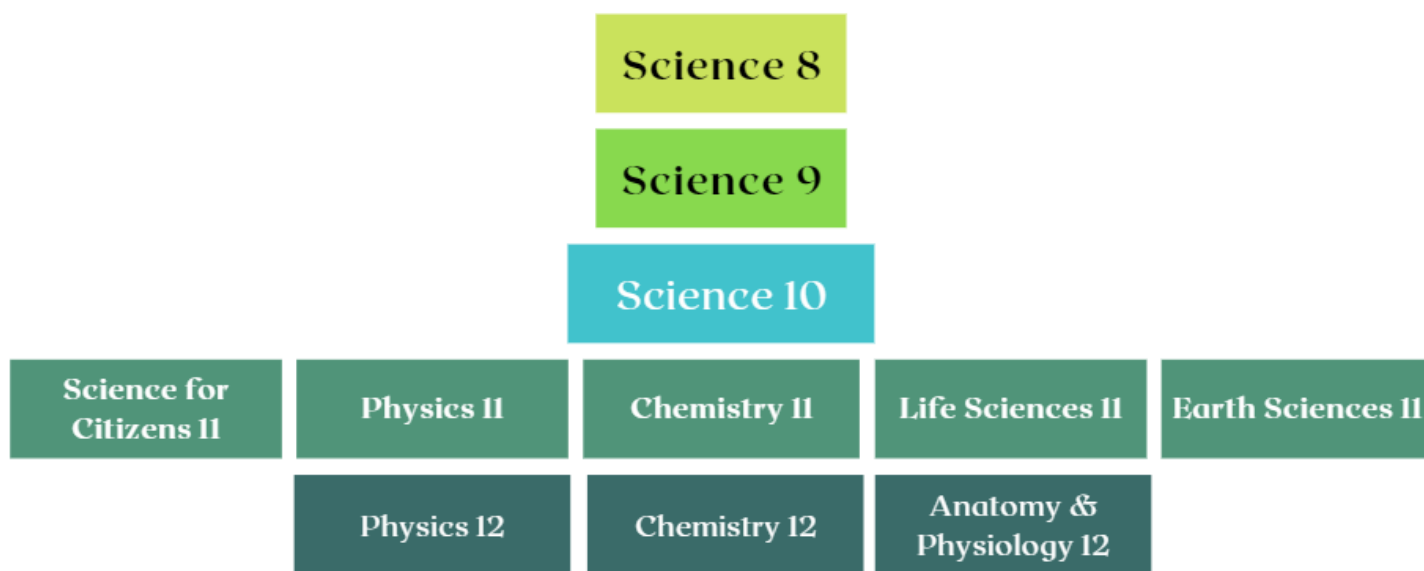 Science 8
Science 9
Science 10
Science for
Citizens 11
Physics 11
Chemistry 11
Life Sciences 11
Earth Sciences 11
Physics 12
Chemistry 12
Anatomy &
Physiology 12